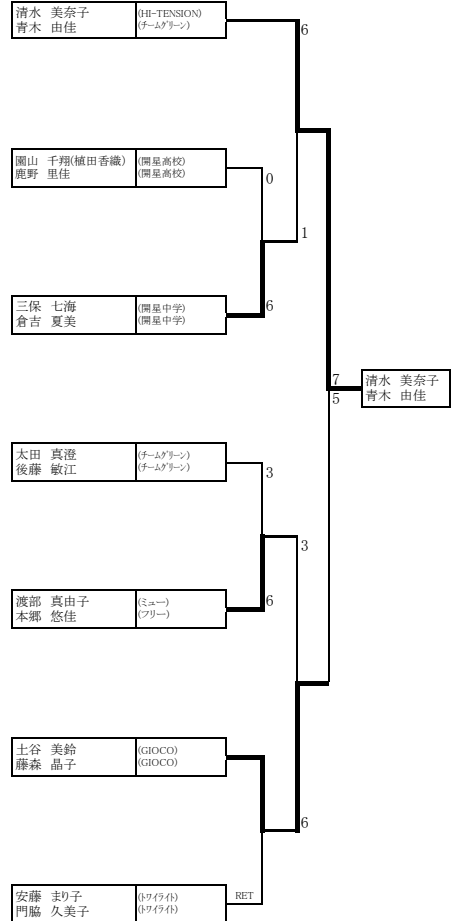 清水 美奈子 (HI-TENSION)
青木 由佳 (チームグリーン)
6
園山 千翔(植田香織) (開星高校)
鹿野 里佳 (開星高校)
0
1
三保 七海 (開星中学)
倉吉 夏美 (開星中学)
6
7
5
清水 美奈子
青木 由佳
太田 真澄 (チームグリーン)
後藤 敏江 (チームグリーン)
3
3
渡部 真由子 (ミュー)
本郷 悠佳 (フリー)
6
土谷 美鈴 (GIOCO)
藤森 晶子 (GIOCO)
6
安藤 まり子 (トワイライト)
門脇 久美子 (トワイライト)
RET